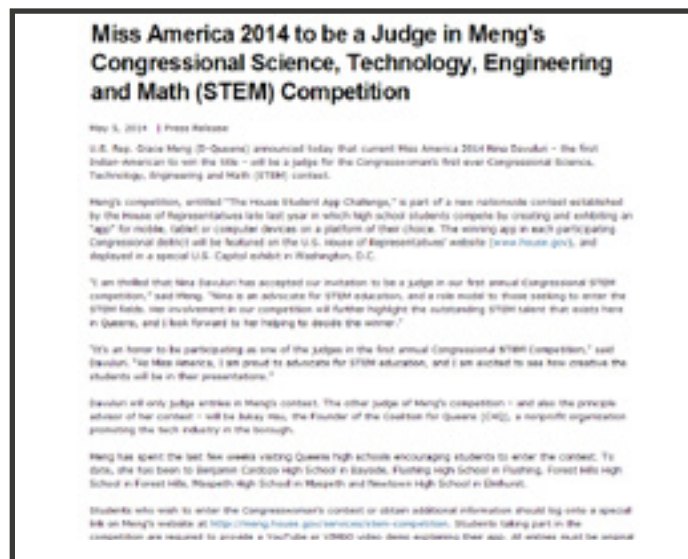 Miss America 2014 to be a Judge in Meng's
Congressional Science, Technology, Engineering
and Math (STEM) Competition
May 5, 2014 | Press Release
U.S. Rep. Grace Meng (D-Queens) announced today that current Miss America 2014 Nina Davuluri – the first
Indian-American to win the title – will be a judge for the Congresswoman's first ever Congressional Science,
Technology, Engineering and Math (STEM) contest.
Meng's competition, entitled "The House Student App Challenge," is part of a new nationwide contest established
by the House of Representatives late last year in which high school students compete by creating and exhibiting an
"app" for mobile, tablet or computer devices on a platform of their choice. The winning app in each participating
Congressional district will be featured on the U.S. House of Representatives' website (www.house.gov), and
displayed in a special U.S. Capitol exhibit in Washington, D.C.
"I am thrilled that Nina Davuluri has accepted our invitation to be a judge in our first annual Congressional STEM
competition," said Meng. "Nina is an advocate for STEM education, and a role model to those seeking to enter the
STEM fields. Her involvement in our competition will further highlight the outstanding STEM talent that exists here
in Queens, and I look forward to her helping to decide the winner."
"It's an honor to be participating as one of the judges in the first annual Congressional STEM Competition," said
Davuluri. "As Miss America, I am proud to advocate for STEM education, and I am excited to see how creative the
students will be in their presentations."
Davuluri will only judge entries in Meng's contest. The other judge of Meng's competition – and also the principle
advisor of her contest – will be Jukay Hsu, the Founder of the Coalition for Queens (C4Q), a nonprofit organization
promoting the tech industry in the borough.
Meng has spent the last few weeks visiting Queens high schools encouraging students to enter the contest. To
date, she has been to Benjamin Cardozo High School in Bayside, Flushing High School in Flushing, Forest Hills High
School in Forest Hills, Maspeth High School in Maspeth and Newtown High School in Elmhurst.
Students who wish to enter the Congresswoman's contest or obtain additional information should log onto a special
link on Meng's website at http://meng.house.gov/services/stem-competition. Students taking part in the
competition are required to provide a YouTube or VIMEO video demo explaining their app. All entries must be original